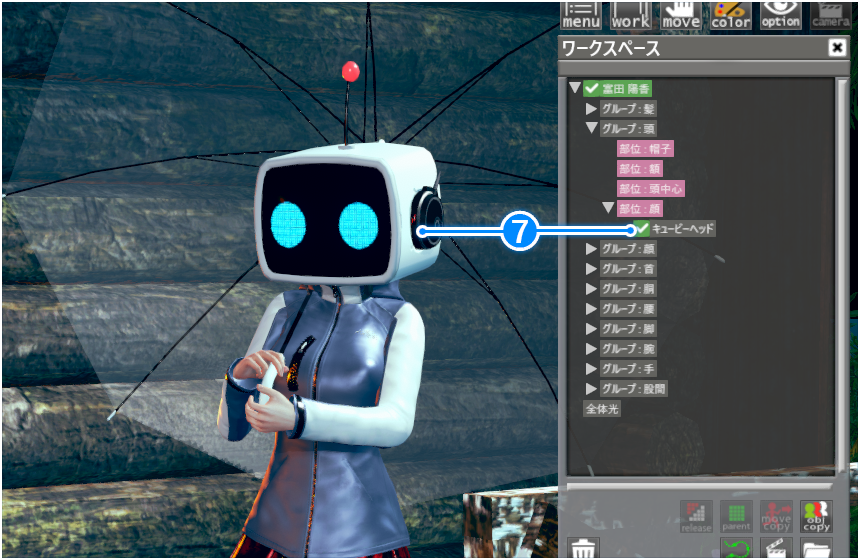 menu work move color option camera
ワークスペース
富田 陽香
グループ : 髪
グループ : 頭
部位 : 帽子
部位 : 額
部位 : 頭中心
部位 : 顔
7 キュービーヘッド
グループ : 顔
グループ : 首
グループ : 胴
グループ : 腰
グループ : 脚
グループ : 腕
グループ : 手
グループ : 股間
全体光
release parent move copy obj copy